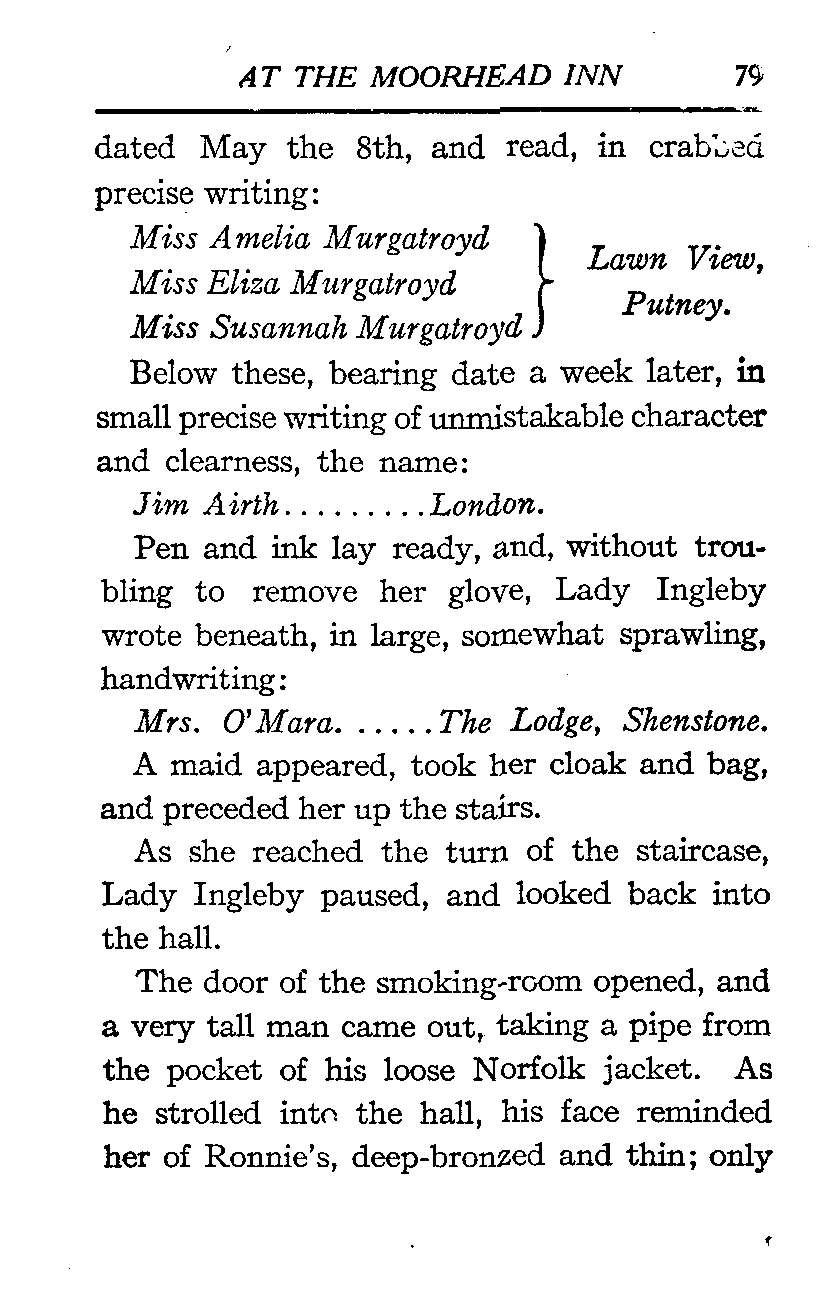 AT THE MOORHEAD INN 79
dated May the 8th, and read, in crabbed
precise writing:
Miss Amelia Murgatroyd
Miss Eliza Murgatroyd
Miss Susannah Murgatroyd
} Lawn View,
Putney.
Below these, bearing date a week later, in
small precise writing of unmistakable character
and clearness, the name:
Jim Airth.........London.
Pen and ink lay ready, and, without trou-
bling to remove her glove, Lady Ingleby
wrote beneath, in large, somewhat sprawling,
handwriting:
Mrs. O'Mara. .....The Lodge, Shenstone.
A maid appeared, took her cloak and bag,
and preceded her up the stairs.
As she reached the turn of the staircase,
Lady Ingleby paused, and looked back into
the hall.
The door of the smoking-room opened, and
a very tall man came out, taking a pipe from
the pocket of his loose Norfolk jacket. As
he strolled into the hall, his face reminded
her of Ronnie's, deep-bronzed and thin; only